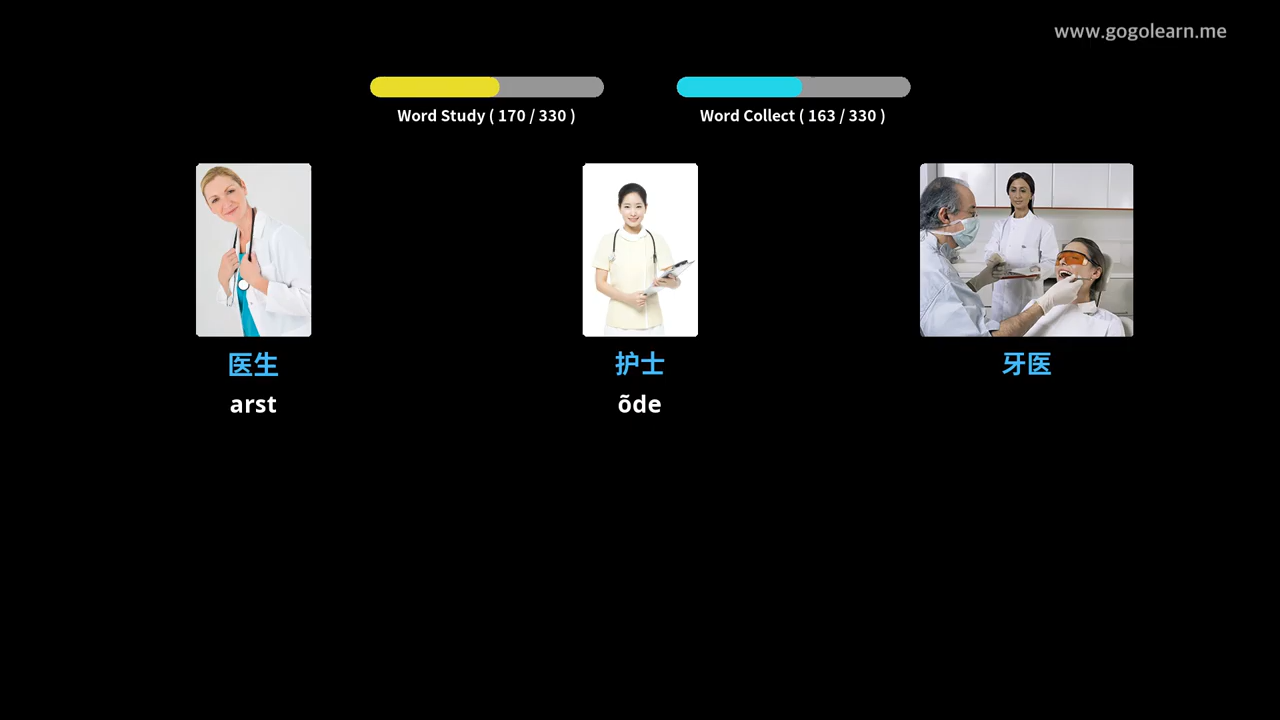 www.gogolearn.me
Word Study ( 170 / 330 )
Word Collect ( 163 / 330 )
医生
护士
牙医
arst
õde